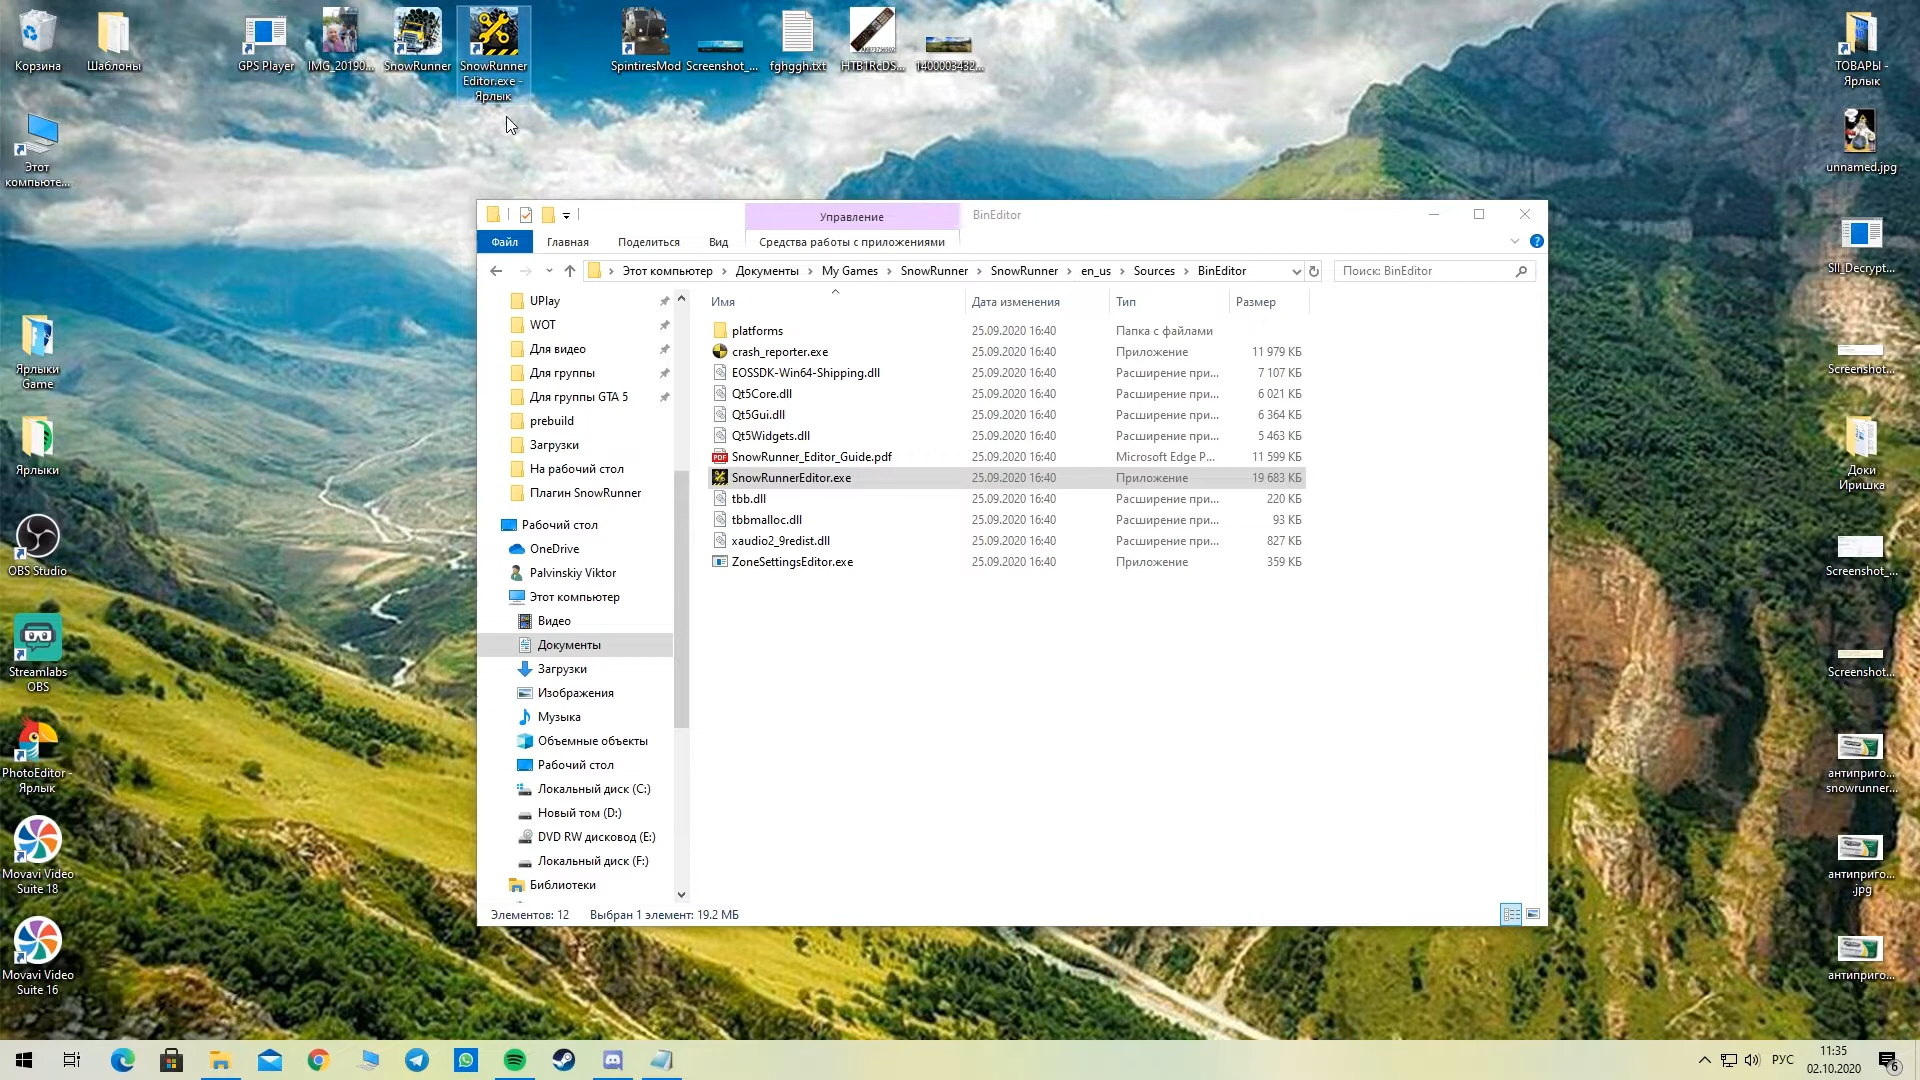 Корзина
Шаблоны
GPS Player
IMG_20190...
SnowRunner
SnowRunner
Editor.exe -
Ярлык
SpintiresMod
Screenshot_...
fghggh.txt
HTB1RcDS...
1400003432...
ТОВАРЫ -
Ярлык
Этот
компьюте...
unnamed.jpg
Sll_Decrypt...
Ярлыки
Game
Screenshot...
Ярлыки
Доки
Иришка
OBS Studio
Screenshot_...
Streamlabs
OBS
Screenshot...
PhotoEditor -
Ярлык
антиприго...
snowrunner...
Movavi Video
Suite 18
антиприго...
.jpg
Movavi Video
Suite 16
антиприго...
Управление
BinEditor
Файл
Главная
Поделиться
Вид
Средства работы с приложениями
Этот компьютер > Документы > My Games > SnowRunner > SnowRunner > en_us > Sources > BinEditor
Поиск: BinEditor
UPlay
WOT
Для видео
Для группы
Для группы GTA 5
prebuild
Загрузки
На рабочий стол
Плагин SnowRunner
Рабочий стол
OneDrive
Palvinskiy Viktor
Этот компьютер
Видео
Документы
Загрузки
Изображения
Музыка
Объемные объекты
Рабочий стол
Локальный диск (C:)
Новый том (D:)
DVD RW дисковод (E:)
Локальный диск (F:)
Библиотеки
Имя Дата изменения Тип Размер
platforms 25.09.2020 16:40 Папка с файлами
crash_reporter.exe 25.09.2020 16:40 Приложение 11 979 КБ
EOSSDK-Win64-Shipping.dll 25.09.2020 16:40 Расширение при... 7 107 КБ
Qt5Core.dll 25.09.2020 16:40 Расширение при... 6 021 КБ
Qt5Gui.dll 25.09.2020 16:40 Расширение при... 6 364 КБ
Qt5Widgets.dll 25.09.2020 16:40 Расширение при... 5 463 КБ
SnowRunner_Editor_Guide.pdf 25.09.2020 16:40 Microsoft Edge P... 11 599 КБ
SnowRunnerEditor.exe 25.09.2020 16:40 Приложение 19 683 КБ
tbb.dll 25.09.2020 16:40 Расширение при... 220 КБ
tbbmalloc.dll 25.09.2020 16:40 Расширение при... 93 КБ
xaudio2_9redist.dll 25.09.2020 16:40 Расширение при... 827 КБ
ZoneSettingsEditor.exe 25.09.2020 16:40 Приложение 359 КБ
Элементов: 12 Выбран 1 элемент: 19.2 МБ
РУС
11:35
02.10.2020
6